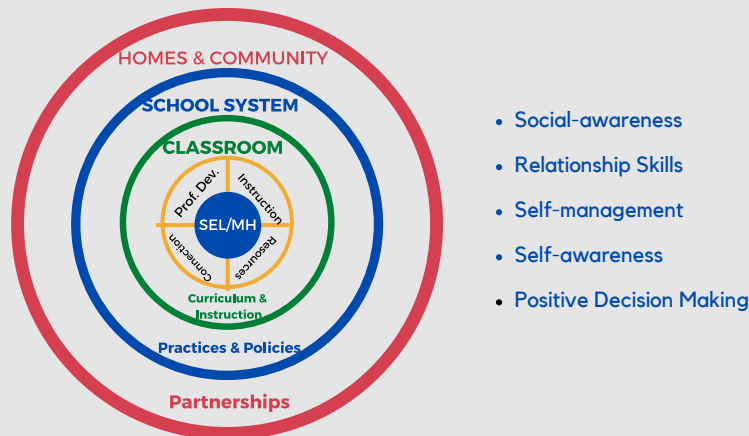 HOMES & COMMUNITY
SCHOOL SYSTEM
CLASSROOM
Prof. Dev.
Instruction
SEL/MH
Connection
Resources
Curriculum &
Instruction
Practices & Policies
Partnerships
• Social-awareness
• Relationship Skills
• Self-management
• Self-awareness
• Positive Decision Making